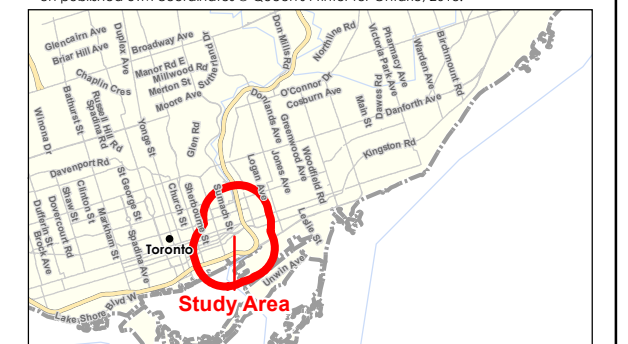 Glencairn Ave
Briar Hill Ave
Duplex Ave
Broadway Ave
Sutherland Dr
Don Mills Rd
Northline Rd
Victoria Park Ave
Pharmacy Ave
Warden Ave
Birchmount Rd
Chaplin Cres
Manor Rd E
Millwood Rd
Merton St
Moore Ave
O'Connor Dr
Cosburn Ave
Dawes Rd
Danforth Ave
Winona Dr
Bathurst St
Russell Hill Rd
Spadina Rd
Yonge St
Glen Rd
Donlands Ave
Greenwood Ave
Jones Ave
Woodfield Rd
Main St
Kingston Rd
Davenport Rd
Logan Ave
Dufferin St
Brock Ave
Dovercourt Rd
Shaw St
Clinton St
Markham St
St George St
Spadina Ave
Church St
Sherbourne St
Sumach St
Leslie St
Toronto
Unwin Ave
Lake Shore Blvd W
Study Area